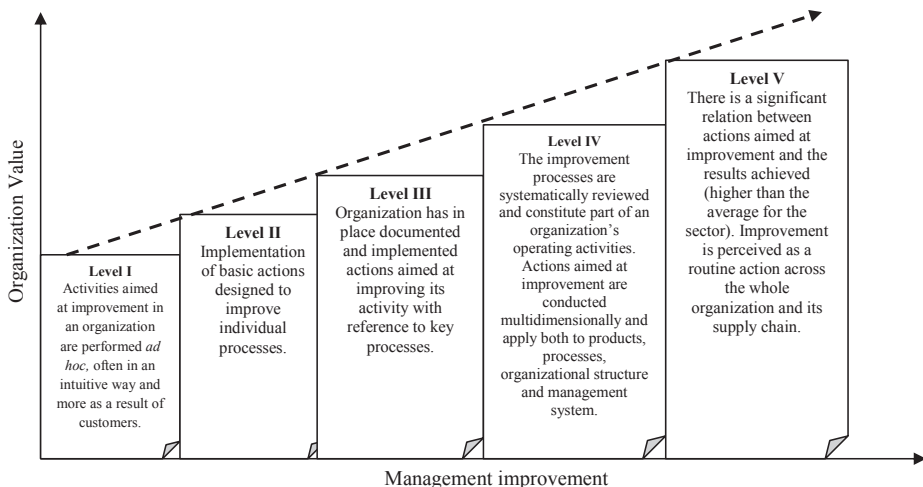 Organization Value
Level I
Activities aimed
at improvement in
an organization
are performed ad
hoc, often in an
intuitive way and
more as a result of
customers.
Level II
Implementation
of basic actions
designed to
improve
individual
processes.
Level III
Organization has in
place documented
and implemented
actions aimed at
improving its
activity with
reference to key
processes.
Level IV
The improvement
processes are
systematically reviewed
and constitute part of an
organization’s
operating activities.
Actions aimed at
improvement are
conducted
multidimensionally and
apply both to products,
processes,
organizational structure
and management
system.
Level V
There is a significant
relation between
actions aimed at
improvement and the
results achieved
(higher than the
average for the
sector). Improvement
is perceived as a
routine action across
the whole
organization and its
supply chain.
Management improvement